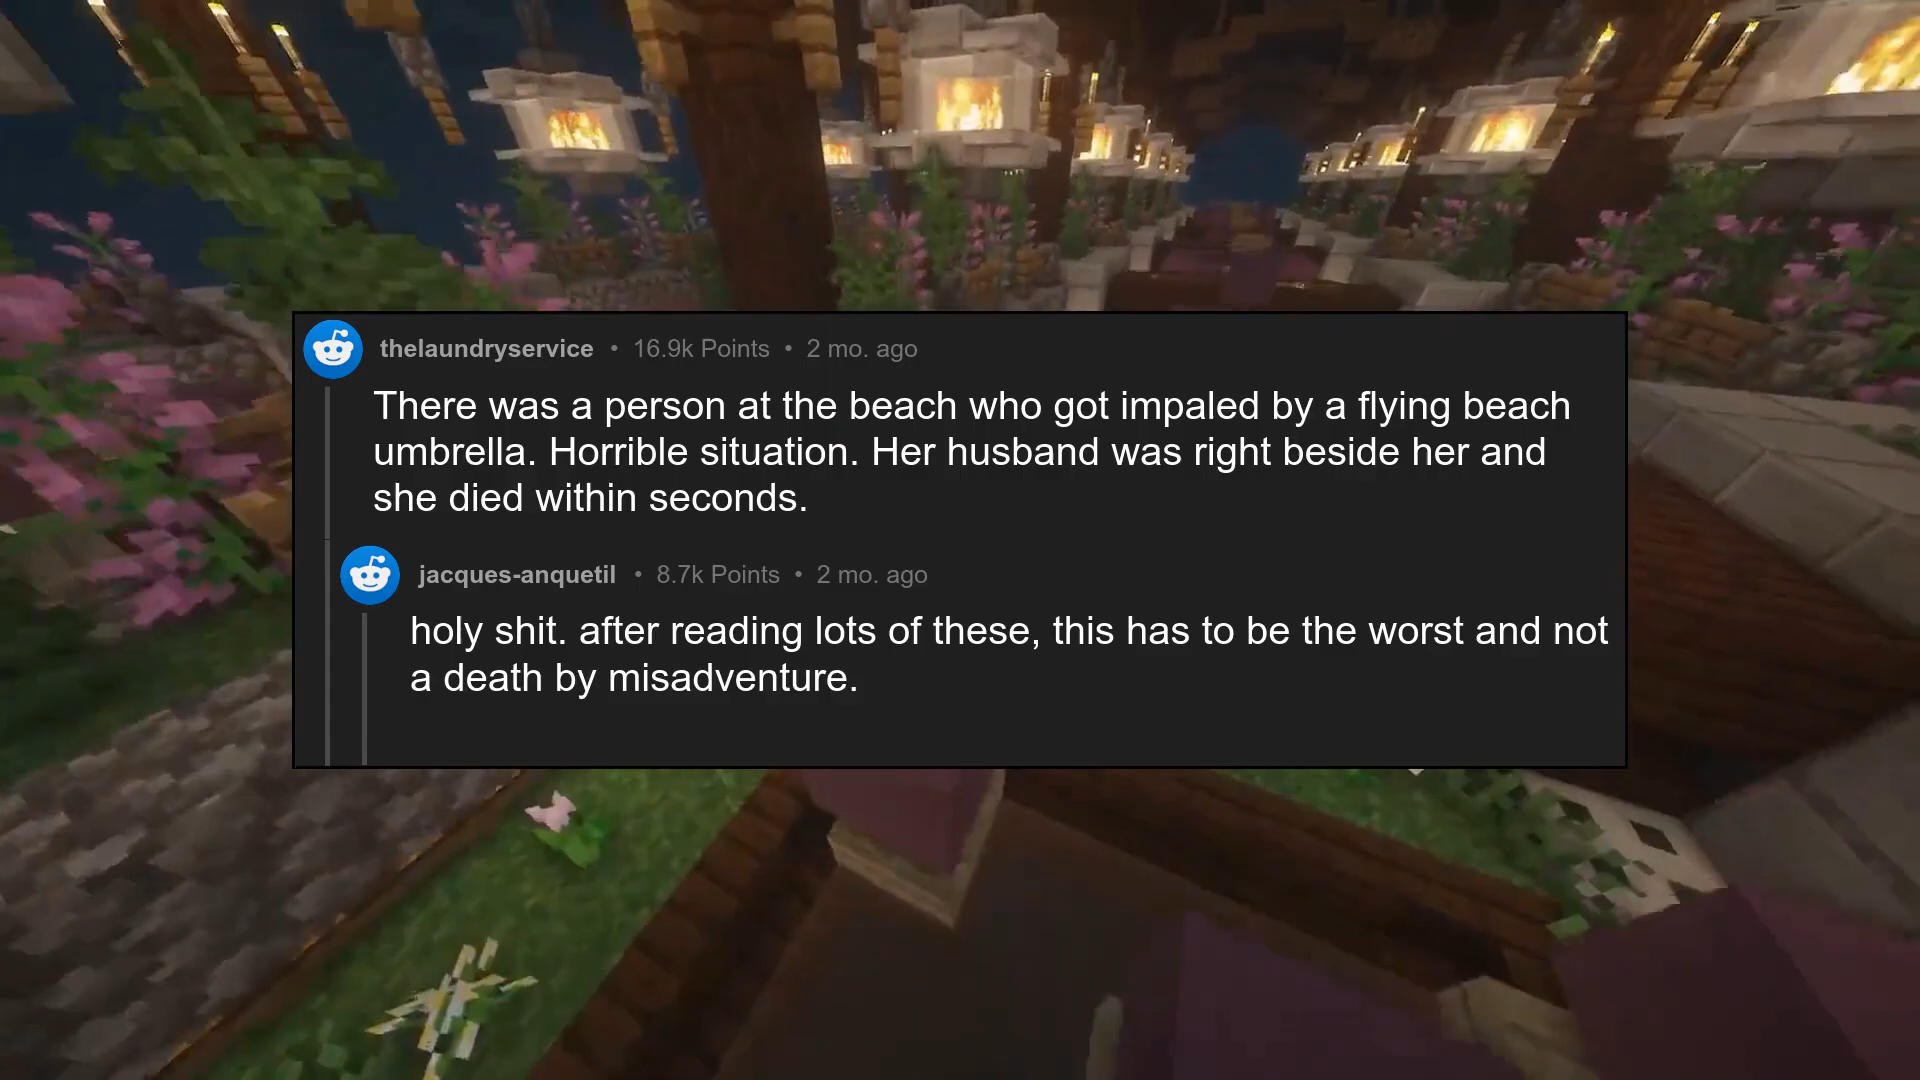 thelaundryservice • 16.9k Points • 2 mo. ago
There was a person at the beach who got impaled by a flying beach
umbrella. Horrible situation. Her husband was right beside her and
she died within seconds.
jacques-anquetil • 8.7k Points • 2 mo. ago
holy shit. after reading lots of these, this has to be the worst and not
a death by misadventure.